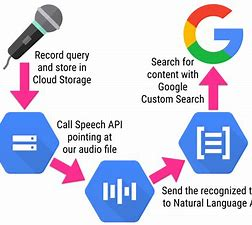 Record query
and store in
Cloud Storage
Search for
content with
Google
Custom Search
Call Speech API
pointing at
our audio file
Send the recognized t
to Natural Language A